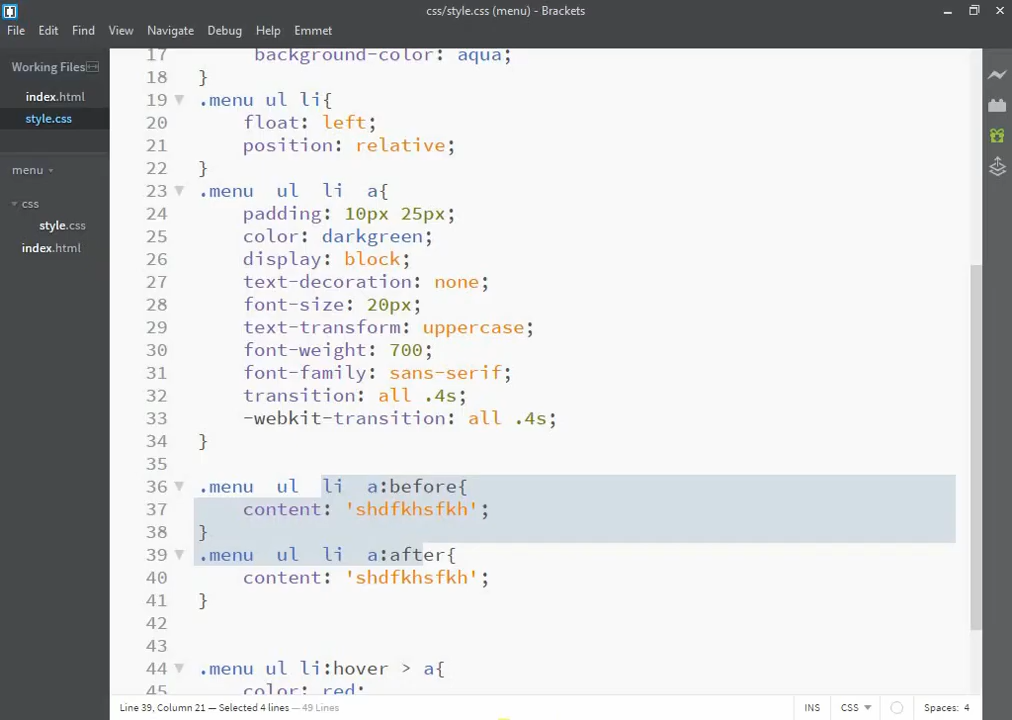 css/style.css (menu) - Brackets
File Edit Find View Navigate Debug Help Emmet
Working Files
index.html
style.css
menu
css
style.css
index.html
17 background-color: aqua;
18 }
19 .menu ul li{
20 float: left;
21 position: relative;
22 }
23 .menu ul li a{
24 padding: 10px 25px;
25 color: darkgreen;
26 display: block;
27 text-decoration: none;
28 font-size: 20px;
29 text-transform: uppercase;
30 font-weight: 700;
31 font-family: sans-serif;
32 transition: all .4s;
33 -webkit-transition: all .4s;
34 }
35
36 .menu ul li a:before{
37 content: 'shdfkhsfkh';
38 }
39 .menu ul li a:after{
40 content: 'shdfkhsfkh';
41 }
42
43
44 .menu ul li:hover > a{
45 color: red;
Line 39, Column 21 — Selected 4 lines — 49 Lines INS CSS Spaces: 4